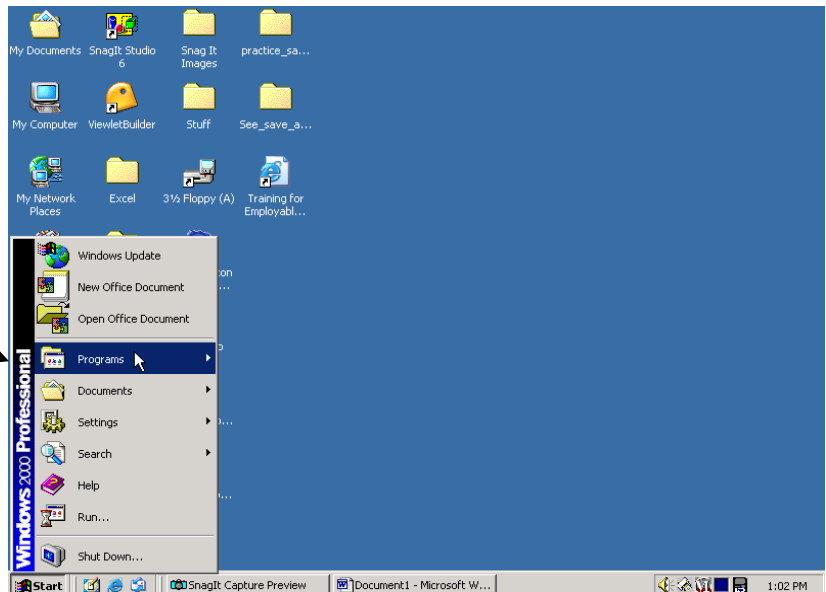 My Documents
SnagIt Studio
6
Snag It
Images
practice_sa...
My Computer
ViewletBuilder
Stuff
See_save_a...
My Network
Places
Excel
3½ Floppy (A)
Training for
Employabl...
Windows Update
New Office Document
Open Office Document
Programs
Documents
Settings
Search
Help
Run...
Shut Down...
Windows 2000 Professional
Start
SnagIt Capture Preview
Document1 - Microsoft W...
1:02 PM